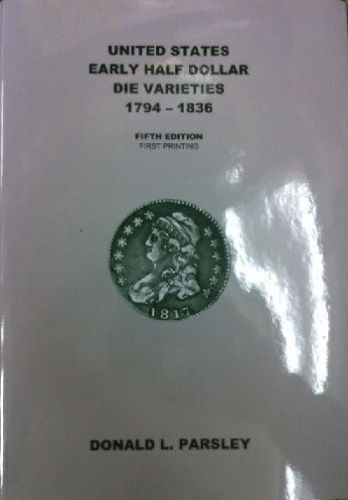 UNITED STATES
EARLY HALF DOLLAR
DIE VARIETIES
1794 – 1836
FIFTH EDITION
FIRST PRINTING
1817
DONALD L. PARSLEY